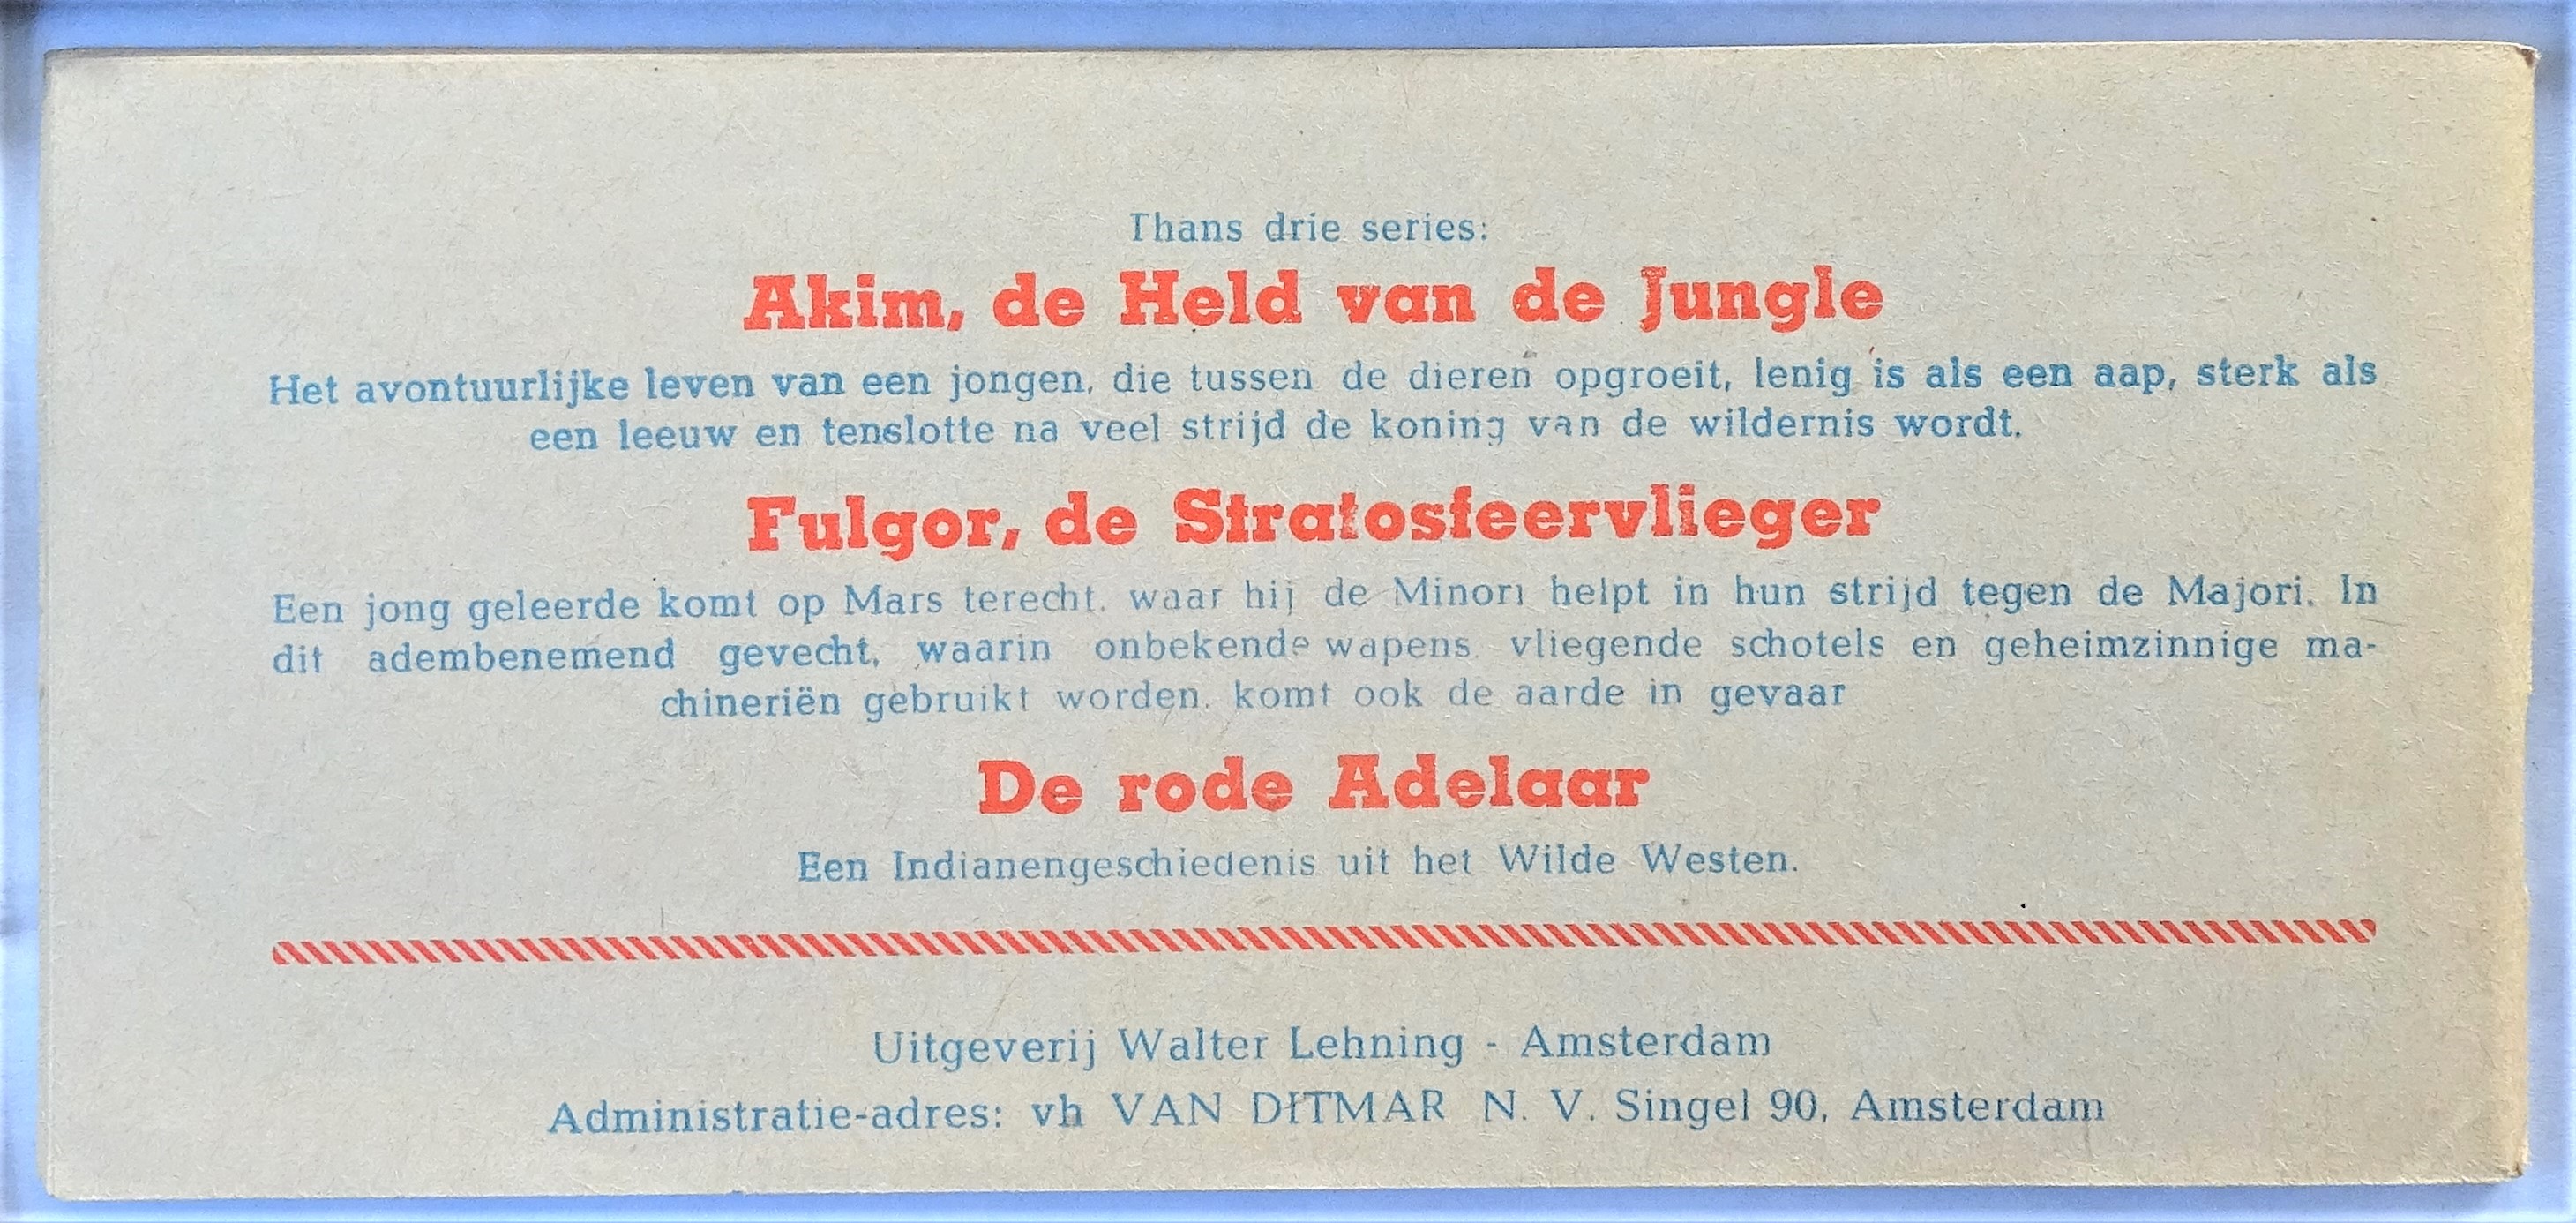 Thans drie series:
Akim, de Held van de Jungle
Het avontuurlijke leven van een jongen, die tussen de dieren opgroeit, lenig is als een aap, sterk als
een leeuw en tenslotte na veel strijd de koning van de wildernis wordt.
Fulgor, de Stratosfeervlieger
Een jong geleerde komt op Mars terecht, waar hij de Minori helpt in hun strijd tegen de Majori. In
dit adembenemend gevecht, waarin onbekende wapens, vliegende schotels en geheimzinnige ma-
chineriën gebruikt worden, komt ook de aarde in gevaar
De rode Adelaar
Een Indianengeschiedenis uit het Wilde Westen.
Uitgeverij Walter Lehning - Amsterdam
Administratie-adres: vh VAN DITMAR N. V. Singel 90, Amsterdam